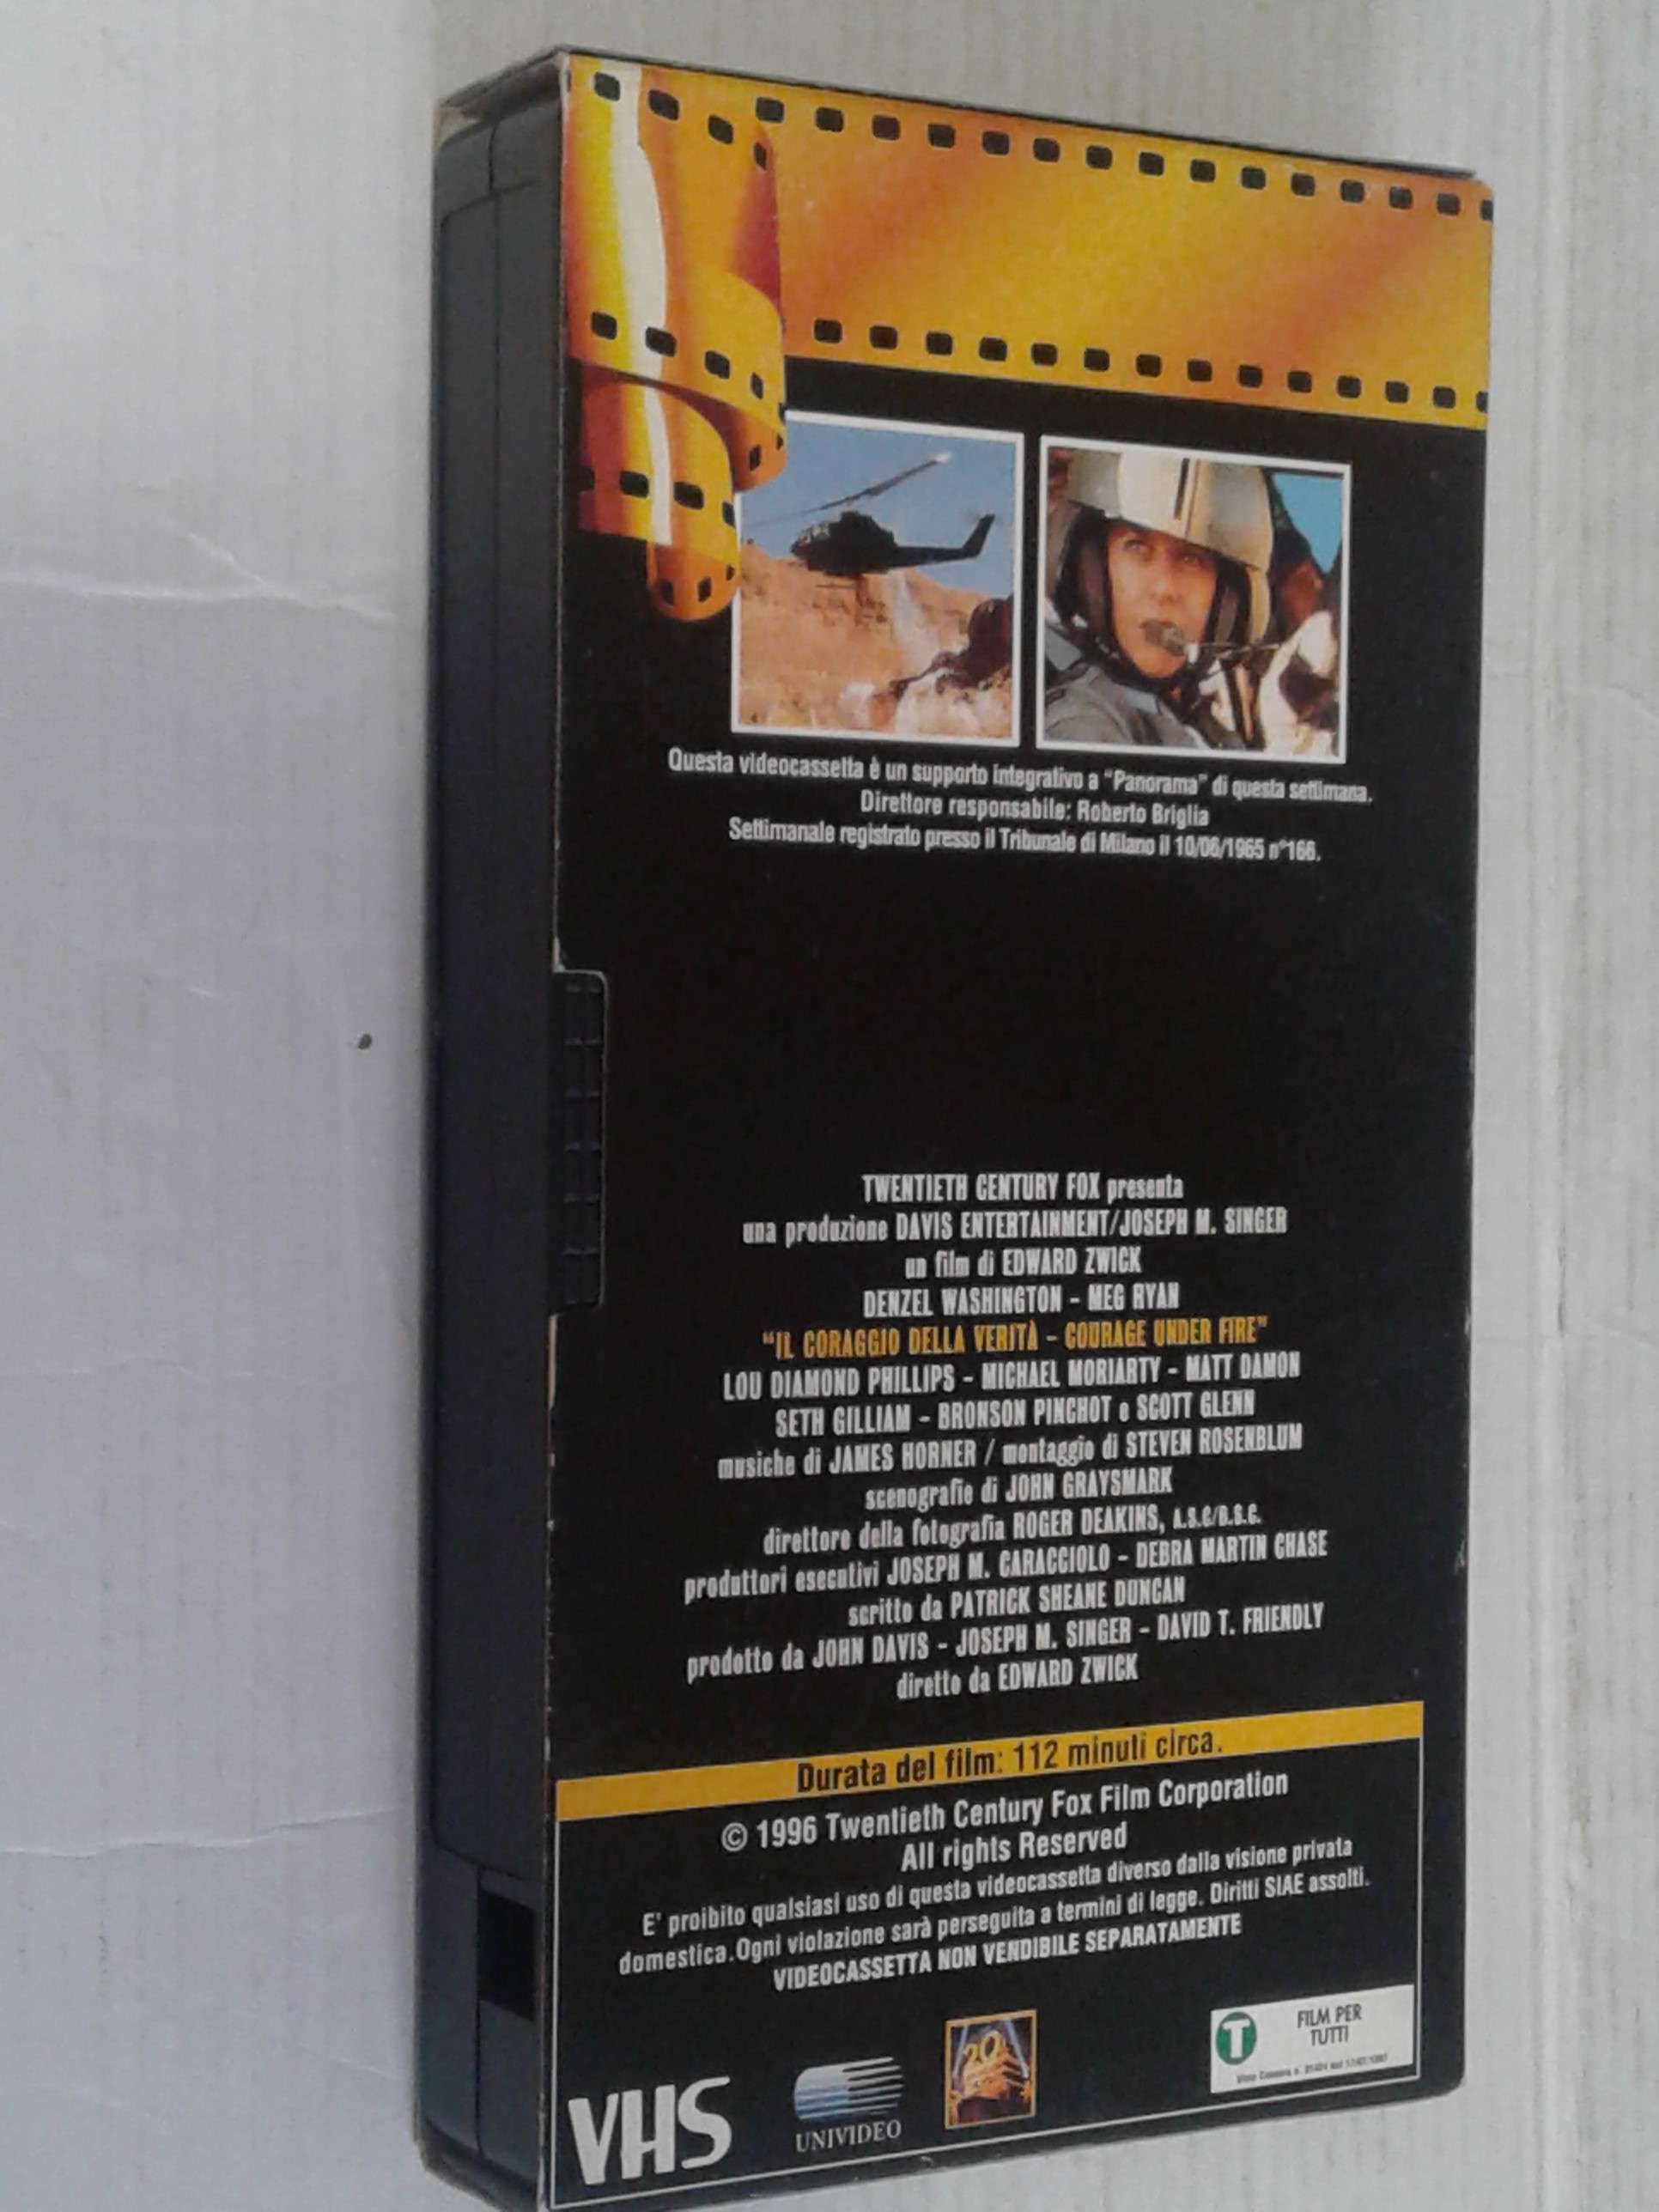 Questa videocassetta è un supporto integrativo a "Panorama" di questa settimana.
Direttore responsabile: Roberto Briglia
Settimanale registrato presso il Tribunale di Milano il 10/06/1965 n°166.
TWENTIETH CENTURY FOX presenta
una produzione DAVIS ENTERTAINMENT/JOSEPH M. SINGER
un film di EDWARD ZWICK
DENZEL WASHINGTON - MEG RYAN
"IL CORAGGIO DELLA VERITÀ - COURAGE UNDER FIRE"
LOU DIAMOND PHILLIPS - MICHAEL MORIARTY - MATT DAMON
SETH GILLIAM - BRONSON PINCHOT e SCOTT GLENN
musiche di JAMES HORNER / montaggio di STEVEN ROSENBLUM
scenografie di JOHN GRAYSMARK
direttore della fotografia ROGER DEAKINS, A.S.C/B.S.C.
produttori esecutivi JOSEPH M. CARACCIOLO - DEBRA MARTIN CHASE
scritto da PATRICK SHEANE DUNCAN
prodotto da JOHN DAVIS - JOSEPH M. SINGER - DAVID T. FRIENDLY
diretto da EDWARD ZWICK
Durata del film: 112 minuti circa.
© 1996 Twentieth Century Fox Film Corporation
All rights Reserved
E' proibito qualsiasi uso di questa videocassetta diverso dalla visione privata
domestica.Ogni violazione sarà perseguita a termini di legge. Diritti SIAE assolti.
VIDEOCASSETTA NON VENDIBILE SEPARATAMENTE
VHS
UNIVIDEO
20
T
FILM PER
TUTTI